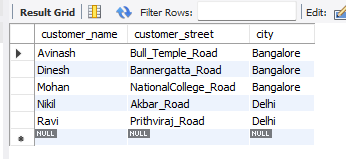 Result Grid Filter Rows: Edit:
customer_name customer_street city
Avinash Bull_Temple_Road Bangalore
Dinesh Bannergatta_Road Bangalore
Mohan NationalCollege_Road Bangalore
Nikil Akbar_Road Delhi
Ravi Prithviraj_Road Delhi
NULL NULL NULL